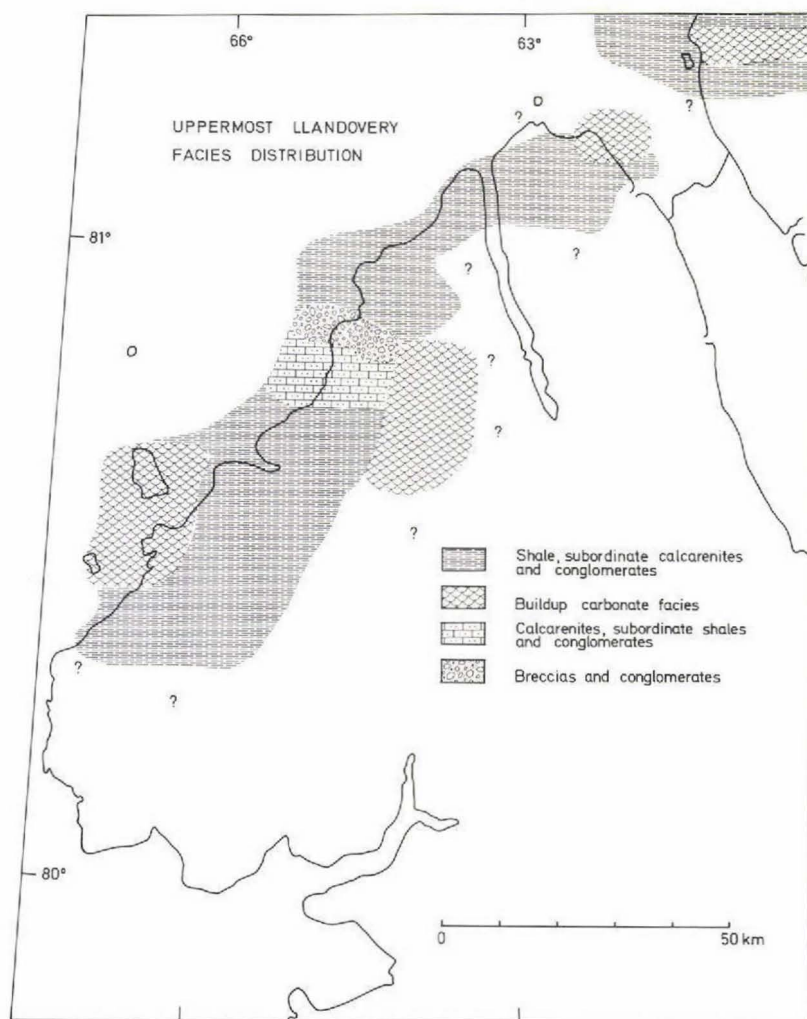 66° 63°
UPPERMOST LLANDOVERY
FACIES DISTRIBUTION
?
?
81°
?
?
?
?
?
Shale, subordinate calcarenites
and conglomerates
Buildup carbonate facies
Calcarenites, subordinate shales
and conglomerates
Breccias and conglomerates
?
?
80°
0 50 km